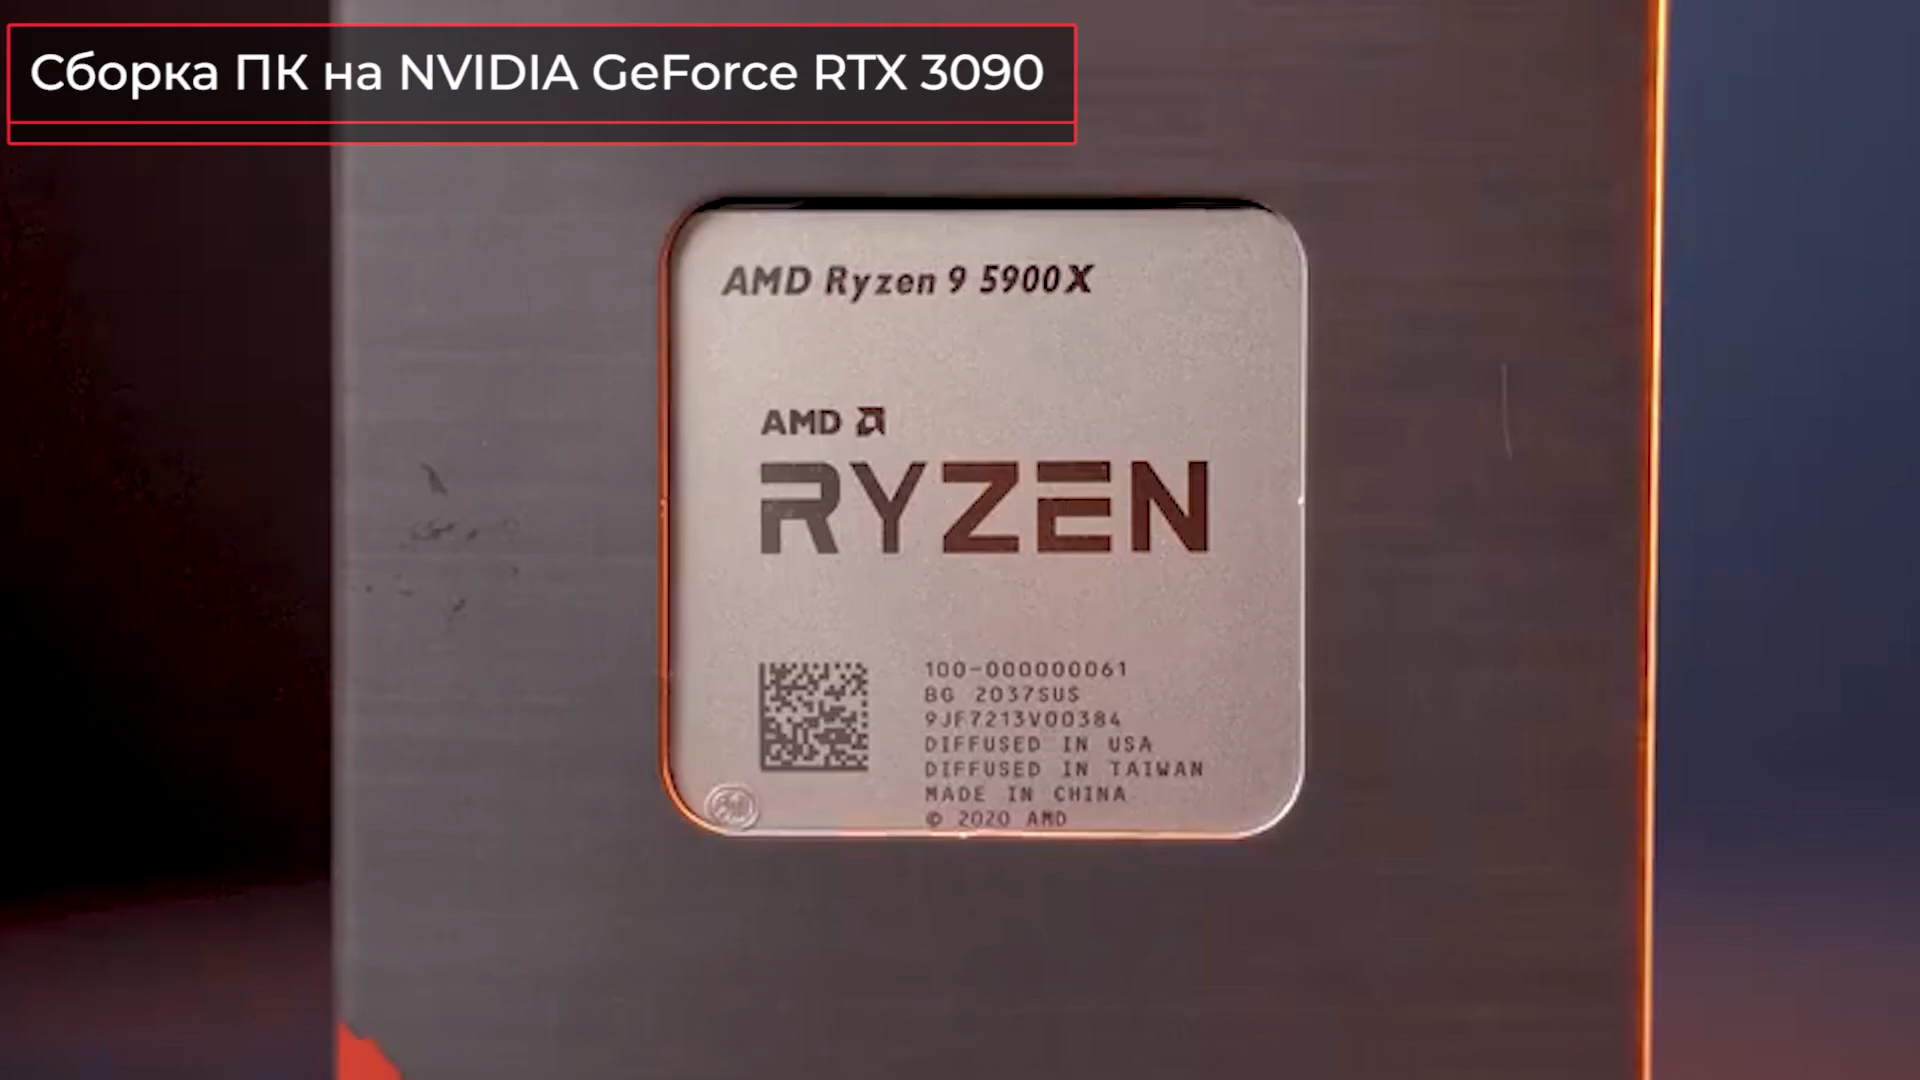 Сборка ПК на NVIDIA GeForce RTX 3090
AMD Ryzen 9 5900X
AMD
RYZEN
100-000000061
BG 2037SUS
9JF7213V00384
DIFFUSED IN USA
DIFFUSED IN TAIWAN
MADE IN CHINA
© 2020 AMD